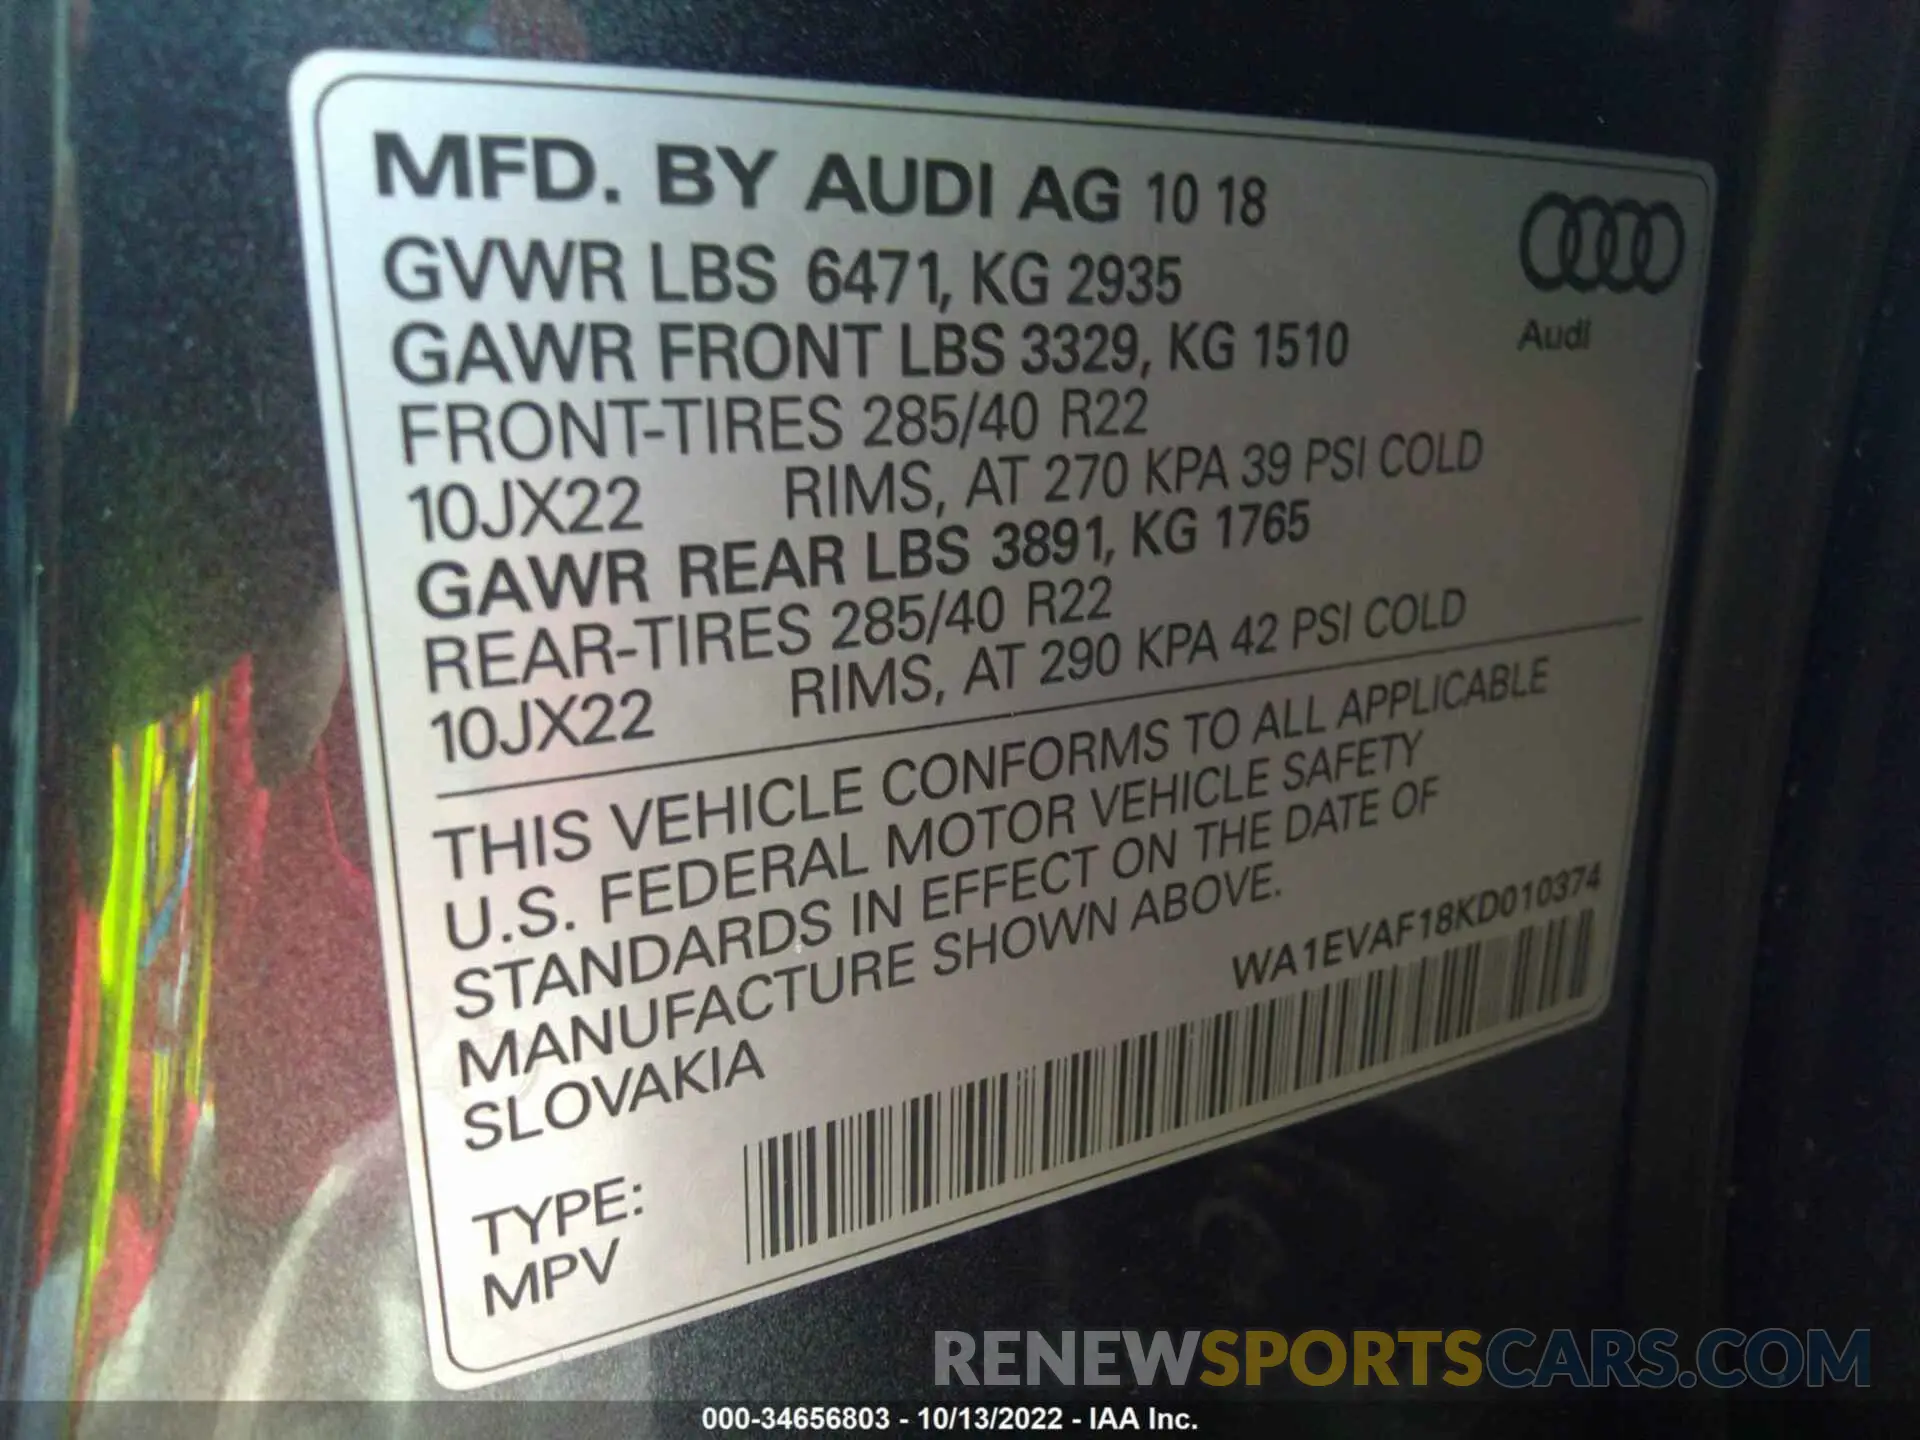 MFD. BY AUDI AG 10 18
GVWR LBS 6471, KG 2935
GAWR FRONT LBS 3329, KG 1510
FRONT-TIRES 285/40 R22
10JX22 RIMS, AT 270 KPA 39 PSI COLD
GAWR REAR LBS 3891, KG 1765
REAR-TIRES 285/40 R22
10JX22 RIMS, AT 290 KPA 42 PSI COLD
Audi
THIS VEHICLE CONFORMS TO ALL APPLICABLE
U.S. FEDERAL MOTOR VEHICLE SAFETY
STANDARDS IN EFFECT ON THE DATE OF
MANUFACTURE SHOWN ABOVE.
SLOVAKIA
WA1EVAF18KD010374
TYPE:
MPV
RENEWSPORTSCARS.COM
000-34656803 - 10/13/2022 - IAA Inc.